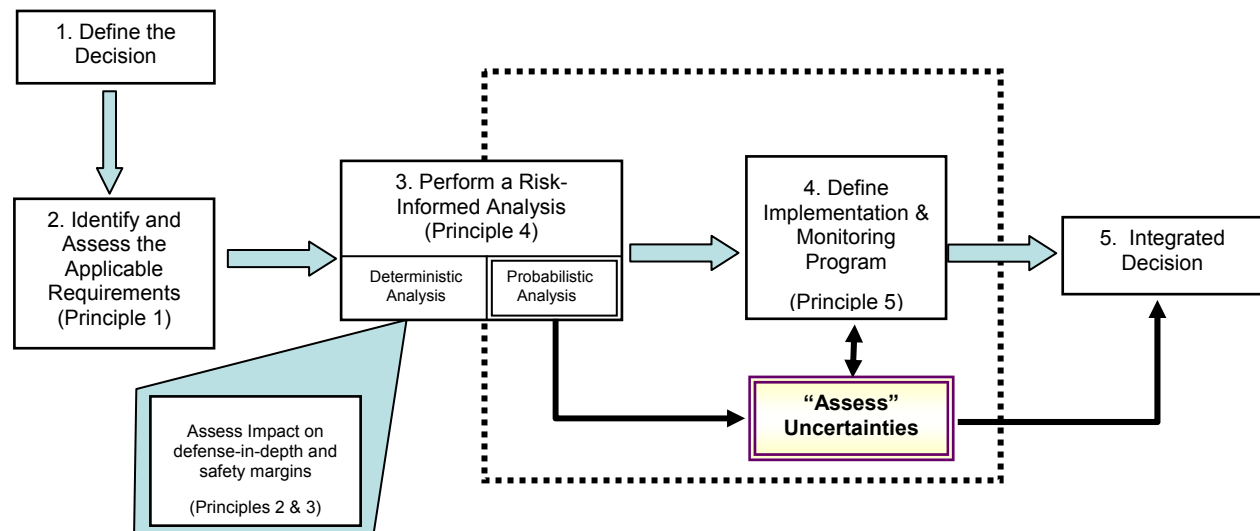 1. Define the
Decision
2. Identify and
Assess the
Applicable
Requirements
(Principle 1)
3. Perform a Risk-
Informed Analysis
(Principle 4)
Deterministic
Analysis
Probabilistic
Analysis
Assess Impact on
defense-in-depth and
safety margins
(Principles 2 & 3)
4. Define
Implementation &
Monitoring
Program
(Principle 5)
“Assess”
Uncertainties
5. Integrated
Decision